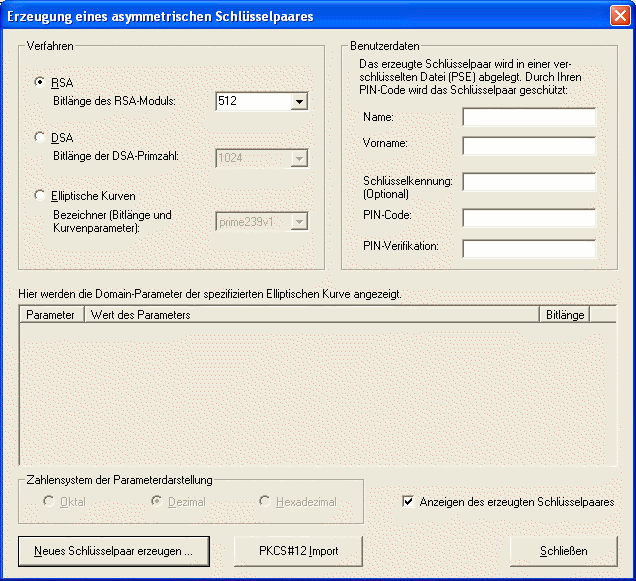 Erzeugung eines asymmetrischen Schlüsselpaares
Verfahren
RSA
Bitlänge des RSA-Moduls:
512
DSA
Bitlänge der DSA-Primzahl:
1024
Elliptische Kurven
Bezeichner (Bitlänge und
Kurvenparameter):
prime239v1
Benutzerdaten
Das erzeugte Schlüsselpaar wird in einer ver-
schlüsselten Datei (PSE) abgelegt. Durch Ihren
PIN-Code wird das Schlüsselpaar geschützt:
Name:
Vorname:
Schlüsselkennung:
(Optional)
PIN-Code:
PIN-Verifikation:
Hier werden die Domain-Parameter der spezifizierten Elliptischen Kurve angezeigt.
Parameter Wert des Parameters Bitlänge
Zahlensystem der Parameterdarstellung
Oktal Dezimal Hexadezimal
Anzeigen des erzeugten Schlüsselpaares
Neues Schlüsselpaar erzeugen ... PKCS#12 Import Schließen